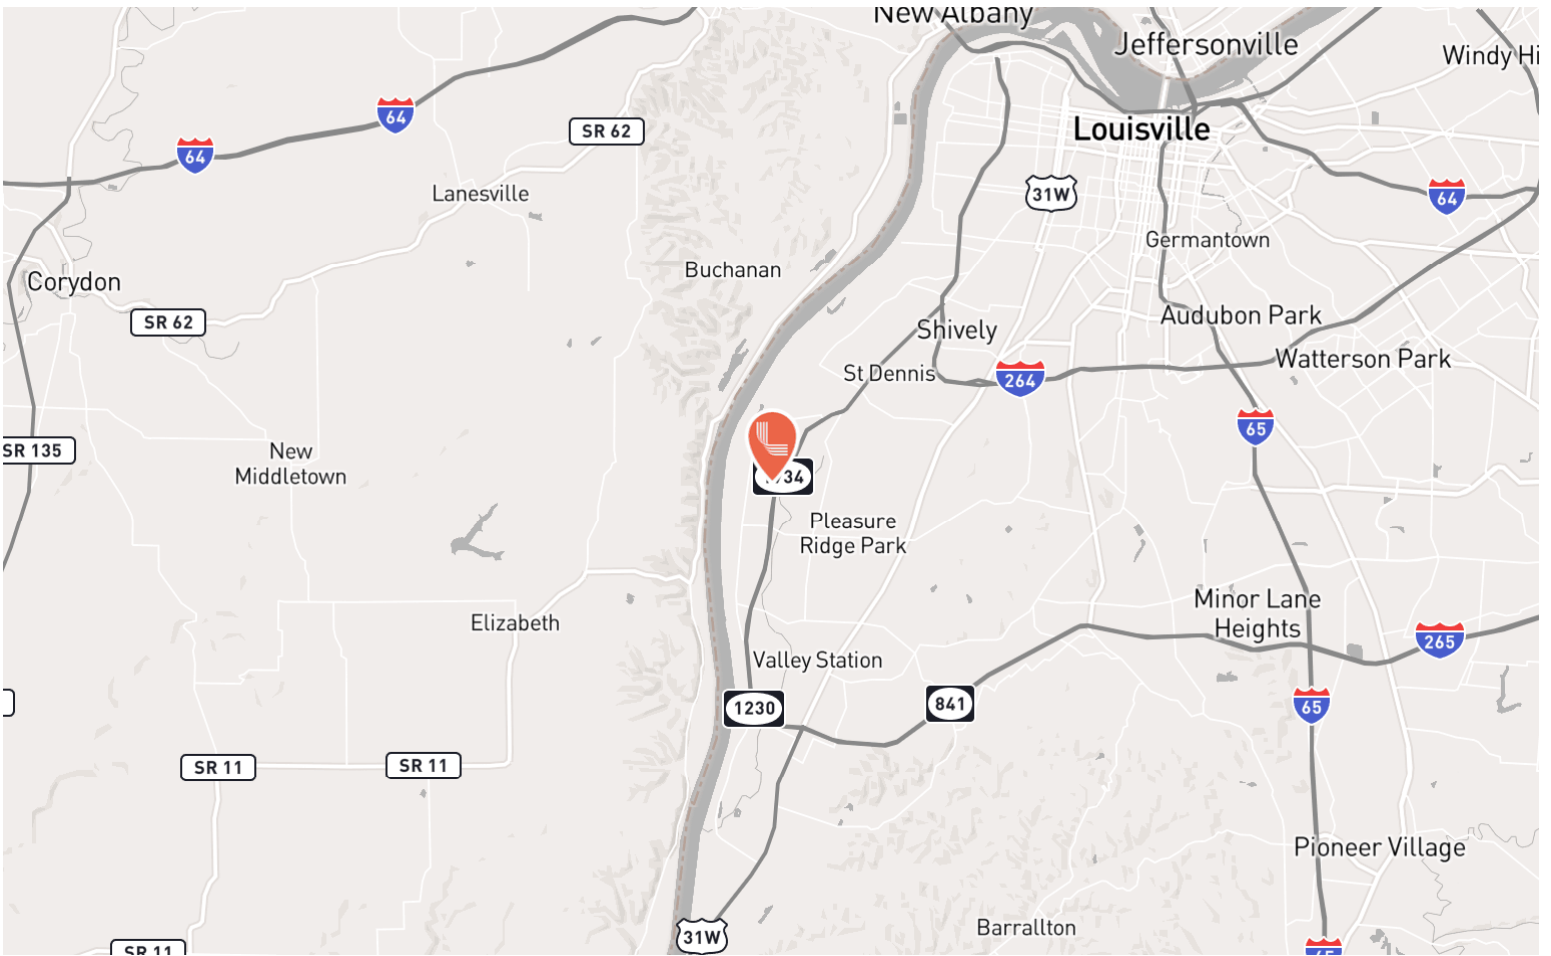 New Albany
Jeffersonville
Windy Hi
64
Louisville
SR 62
64
Lanesville
31W
64
Germantown
Buchanan
Corydon
SR 62
Audubon Park
Shively
Watterson Park
St Dennis
264
65
SR 135
New
Middletown
34
Pleasure
Ridge Park
Minor Lane
Heights
Elizabeth
265
Valley Station
841
1230
65
SR 11
SR 11
Pioneer Village
Barrallton
31W
SR 11
65